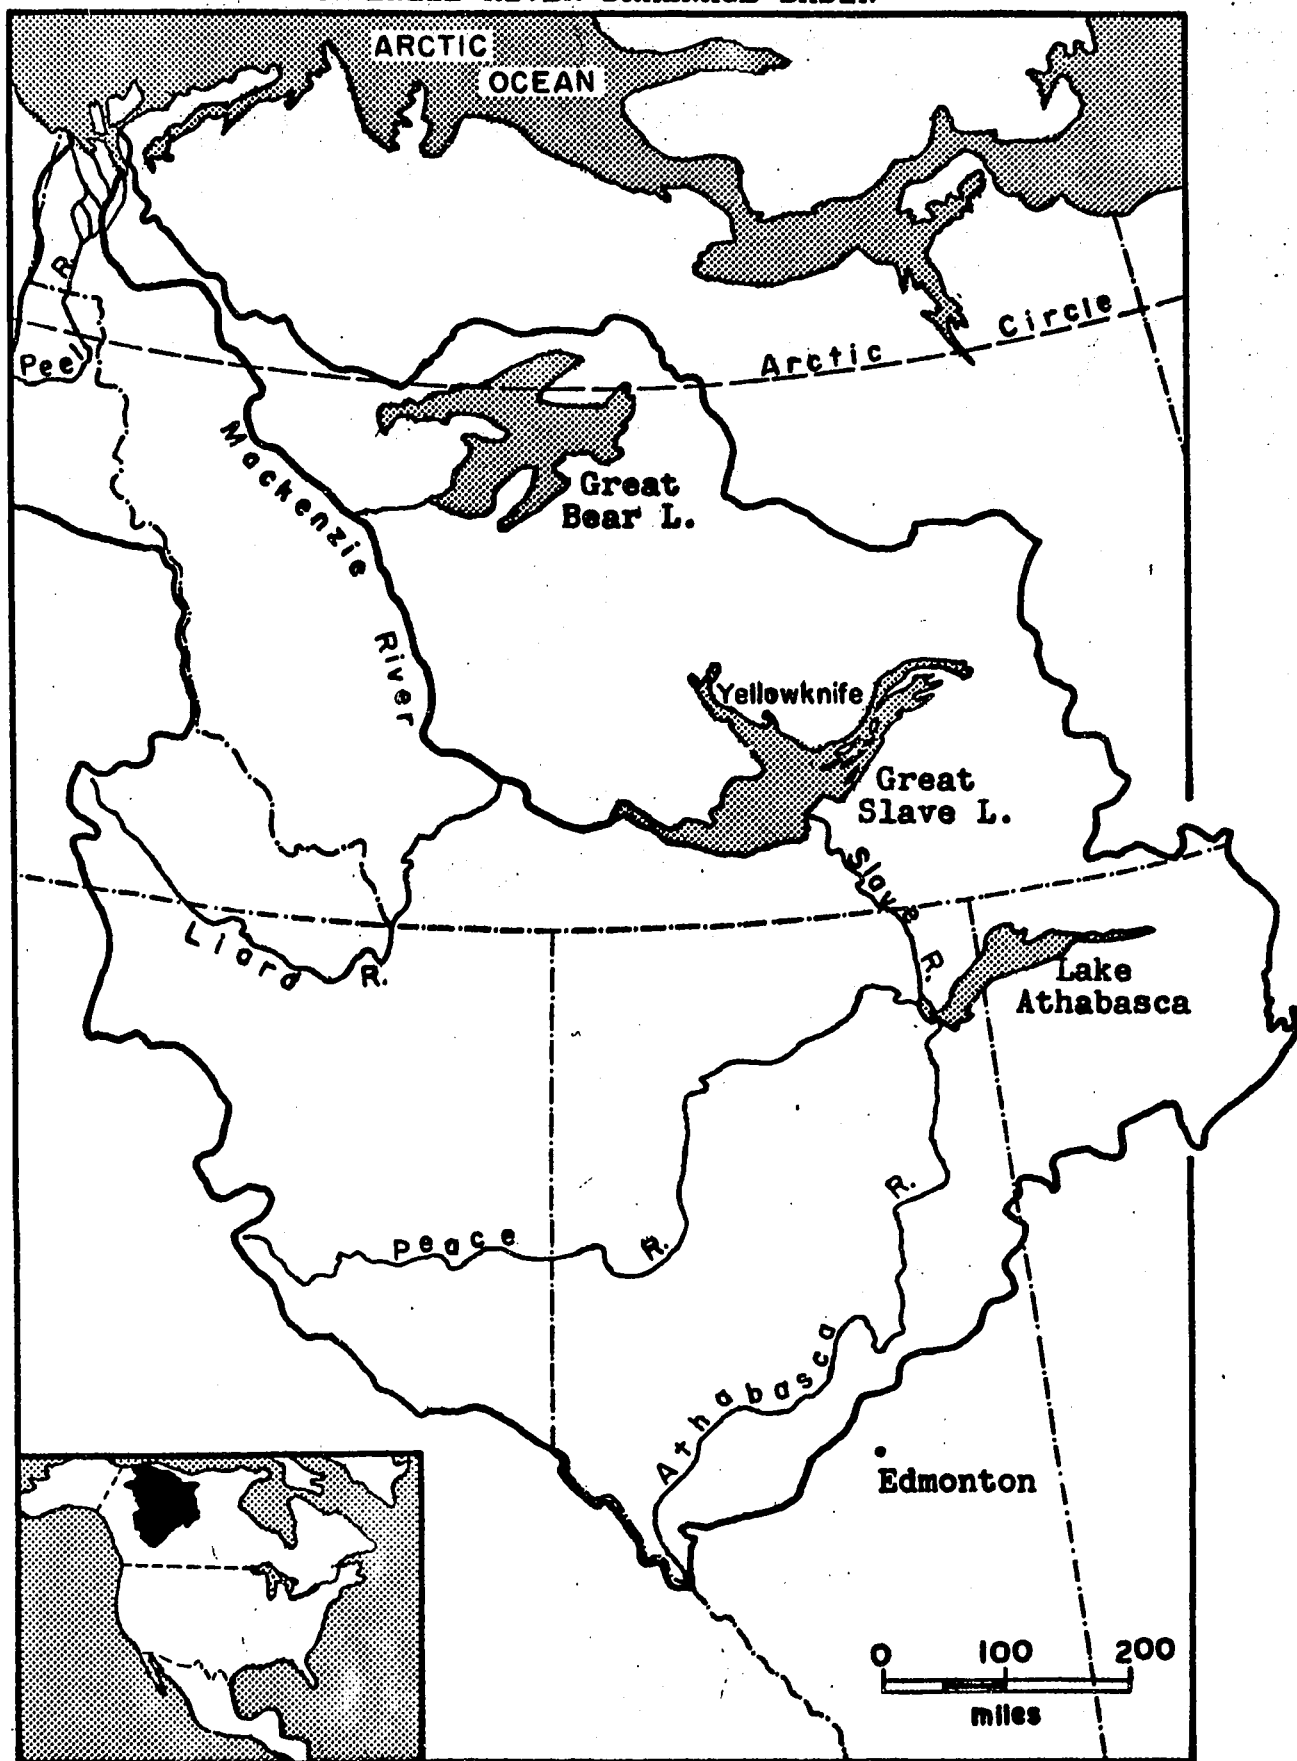 ARCTIC
OCEAN
R.
Peel
Arctic Circle
Mackenzie
River
Great
Bear L.
Yellowknife
Great
Slave L.
Slave R.
Liard R.
Lake
Athabasca
Peace R.
Athabasca R.
Edmonton
0 100 200
miles